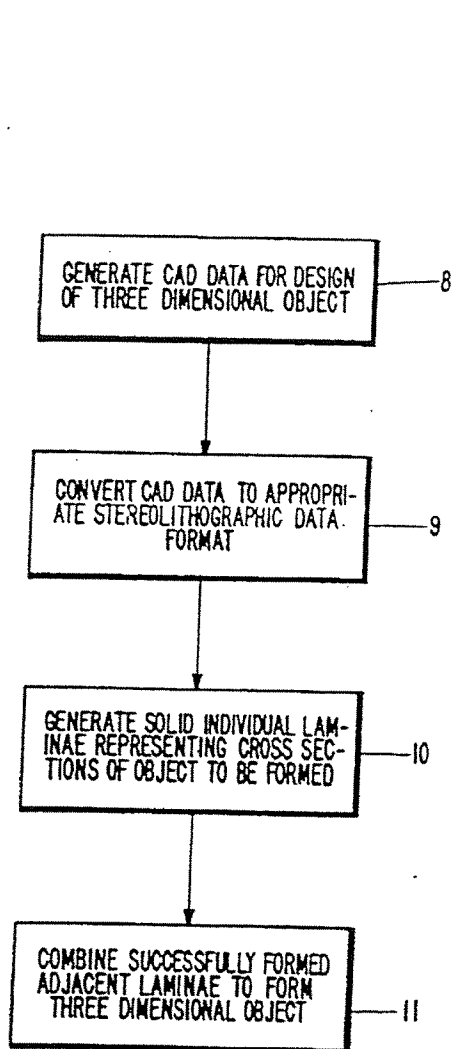 GENERATE CAD DATA FOR DESIGN
OF THREE DIMENSIONAL OBJECT
8
CONVERT CAD DATA TO APPROPRI-
ATE STEREOLITHOGRAPHIC DATA
FORMAT
9
GENERATE SOLID INDIVIDUAL LAM-
INAE REPRESENTING CROSS SEC-
TIONS OF OBJECT TO BE FORMED
10
COMBINE SUCCESSFULLY FORMED
ADJACENT LAMINAE TO FORM
THREE DIMENSIONAL OBJECT
11